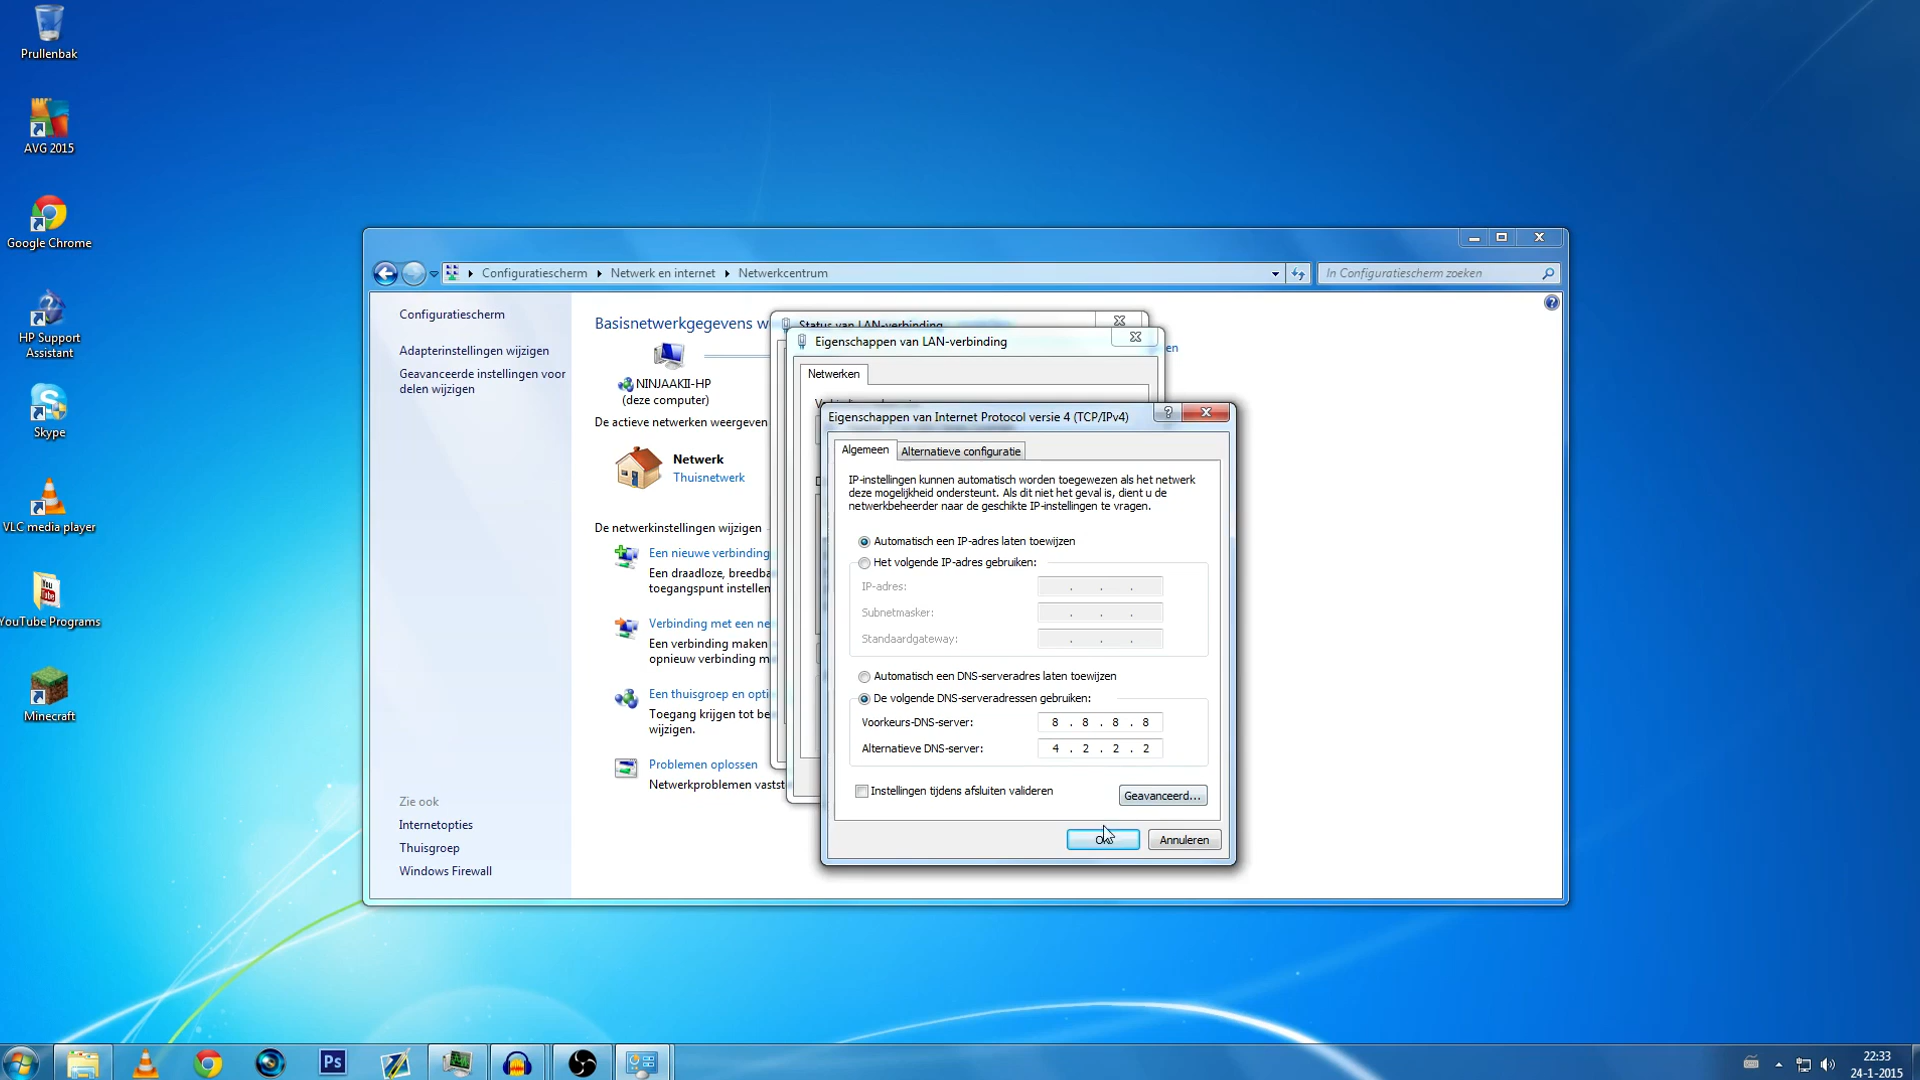 Prullenbak
AVG 2015
Google Chrome
HP Support
Assistant
Skype
VLC media player
YouTube Programs
Minecraft
Configuratiescherm
Netwerk en internet
Netwerkcentrum
In Configuratiescherm zoeken
Configuratiescherm
Adapterinstellingen wijzigen
Geavanceerde instellingen voor
delen wijzigen
Zie ook
Internetopties
Thuisgroep
Windows Firewall
Basisnetwerkgegevens w
NINJAAKII-HP
(deze computer)
De actieve netwerken weergeven
Netwerk
Thuisnetwerk
De netwerkinstellingen wijzigen
Een nieuwe verbinding
Een draadloze, breedba
toegangspunt instellen
Verbinding met een ne
Een verbinding maken
opnieuw verbinding m
Een thuisgroep en opti
Toegang krijgen tot be
wijzigen.
Problemen oplossen
Netwerkproblemen vastst
Status van LAN-verbinding
Eigenschappen van LAN-verbinding
Netwerken
Eigenschappen van Internet Protocol versie 4 (TCP/IPv4)
Algemeen
Alternatieve configuratie
IP-instellingen kunnen automatisch worden toegewezen als het netwerk
deze mogelijkheid ondersteunt. Als dit niet het geval is, dient u de
netwerkbeheerder naar de geschikte IP-instellingen te vragen.
Automatisch een IP-adres laten toewijzen
Het volgende IP-adres gebruiken:
IP-adres: . . .
Subnetmasker: . . .
Standaardgateway: . . .
Automatisch een DNS-serveradres laten toewijzen
De volgende DNS-serveradressen gebruiken:
Voorkeurs-DNS-server: 8 . 8 . 8 . 8
Alternatieve DNS-server: 4 . 2 . 2 . 2
Instellingen tijdens afsluiten valideren
Geavanceerd...
OK
Annuleren
Ps
22:33
24-1-2015